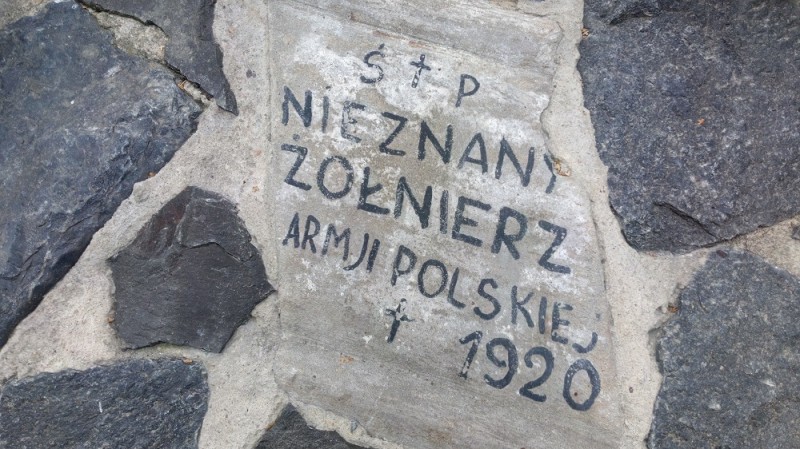 Ś † P
NIEZNANY
ŻOŁNIERZ
ARMJI POLSKIEJ
† 1920